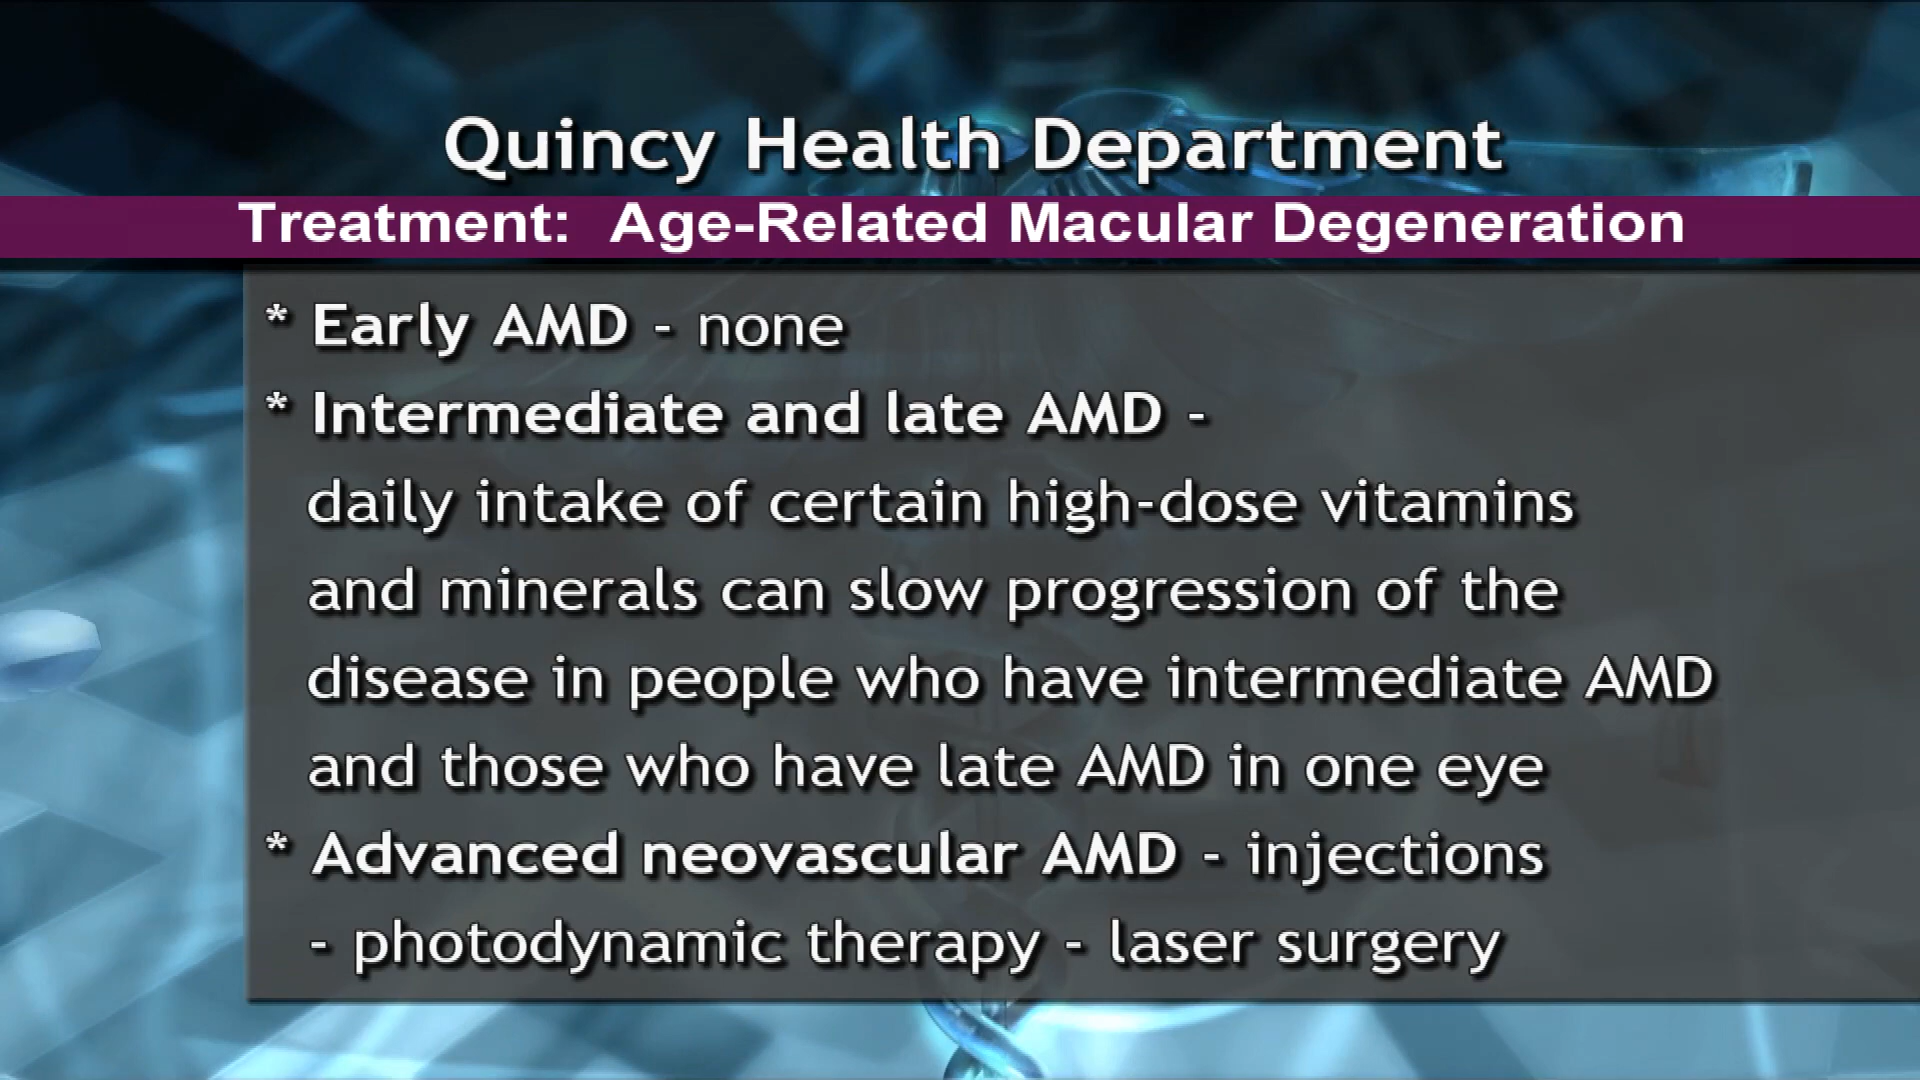 Quincy Health Department
Treatment: Age-Related Macular Degeneration
* Early AMD - none
* Intermediate and late AMD -
daily intake of certain high-dose vitamins
and minerals can slow progression of the
disease in people who have intermediate AMD
and those who have late AMD in one eye
* Advanced neovascular AMD - injections
- photodynamic therapy - laser surgery